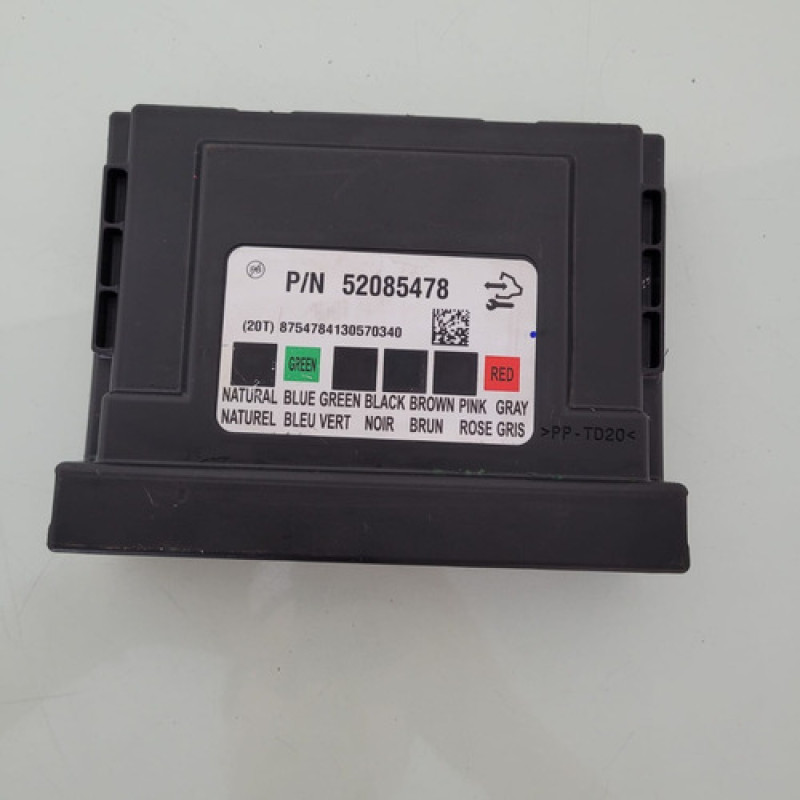 P/N 52085478
(20T) 8754784130570340
GREEN RED
NATURAL BLUE GREEN BLACK BROWN PINK GRAY
NATUREL BLEU VERT NOIR BRUN ROSE GRIS
>PP-TD20<